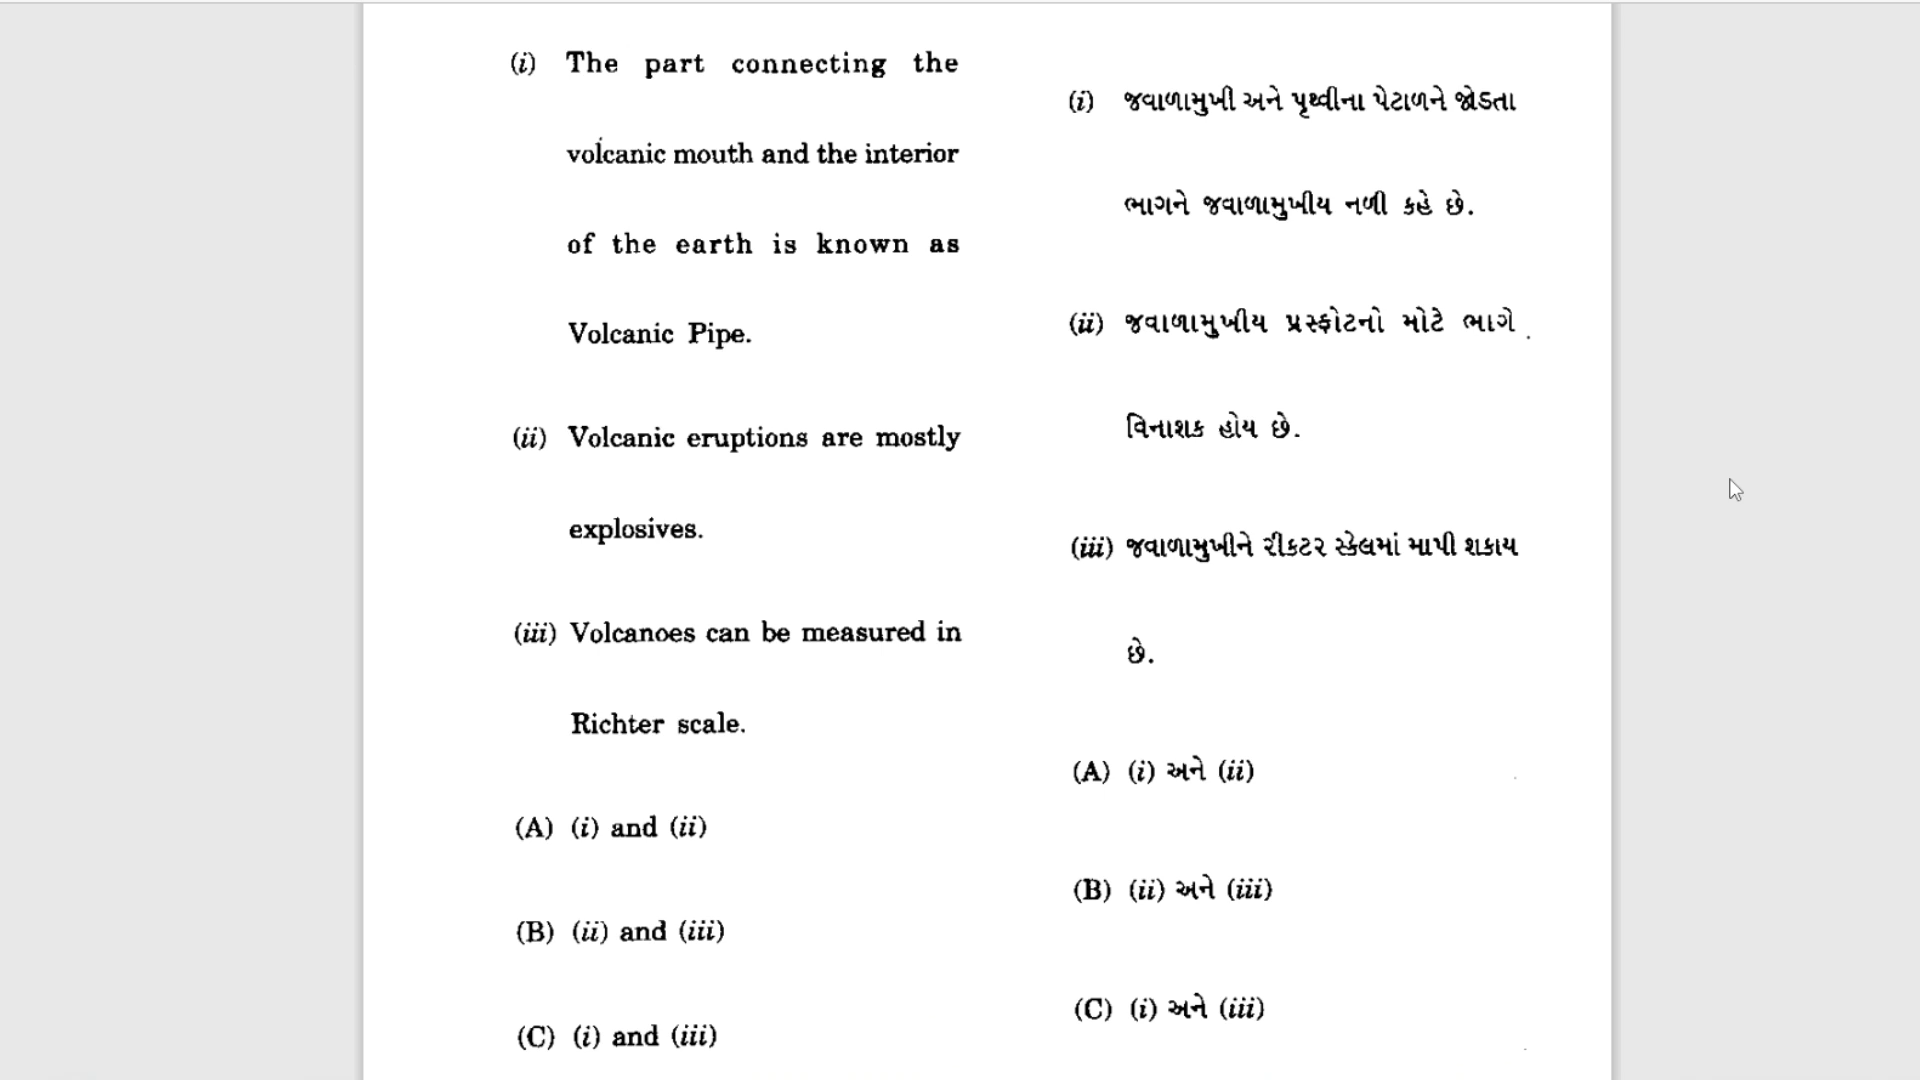 (i) The part connecting the
volcanic mouth and the interior
of the earth is known as
Volcanic Pipe.
(ii) Volcanic eruptions are mostly
explosives.
(iii) Volcanoes can be measured in
Richter scale.
(A) (i) and (ii)
(B) (ii) and (iii)
(C) (i) and (iii)
(i) જવાળામુખી અને પૃથ્વીના પેટાળને જોડતા
ભાગને જવાળામુખીય નળી કહે છે.
(ii) જવાળામુખીય પ્રસ્ફોટનો મોટે ભાગે
વિનાશક હોય છે.
(iii) જવાળામુખીને રીકટર સ્કેલમાં માપી શકાય
છે.
(A) (i) અને (ii)
(B) (ii) અને (iii)
(C) (i) અને (iii)